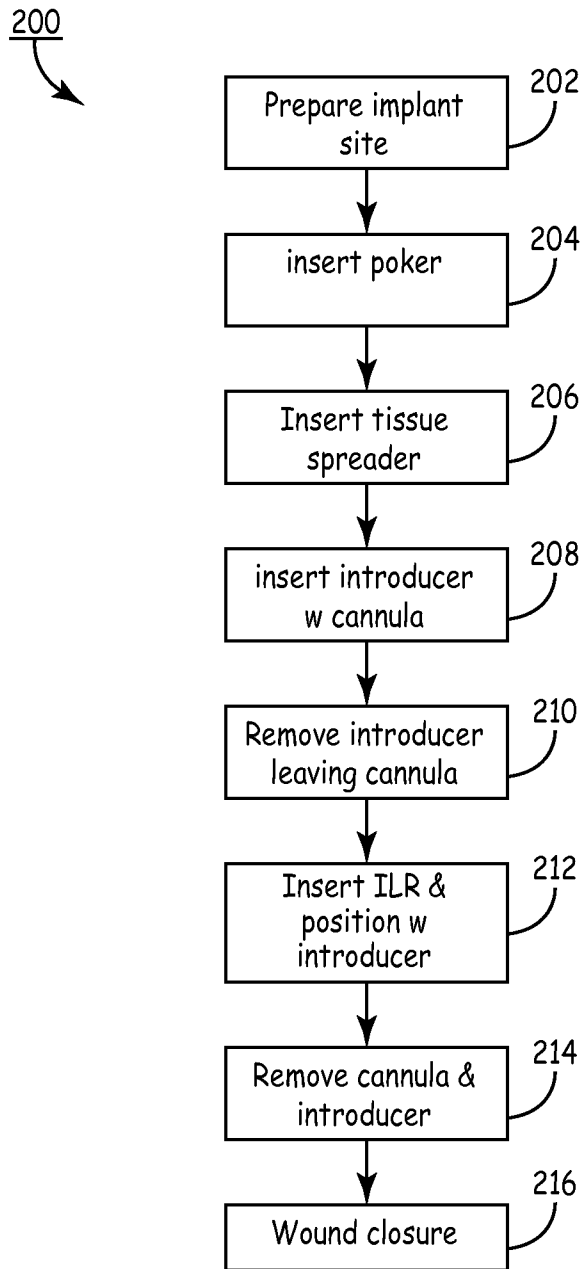 200
202
Prepare implant
site
204
insert poker
206
Insert tissue
spreader
208
insert introducer
w cannula
210
Remove introducer
leaving cannula
212
Insert ILR &
position w
introducer
214
Remove cannula &
introducer
216
Wound closure